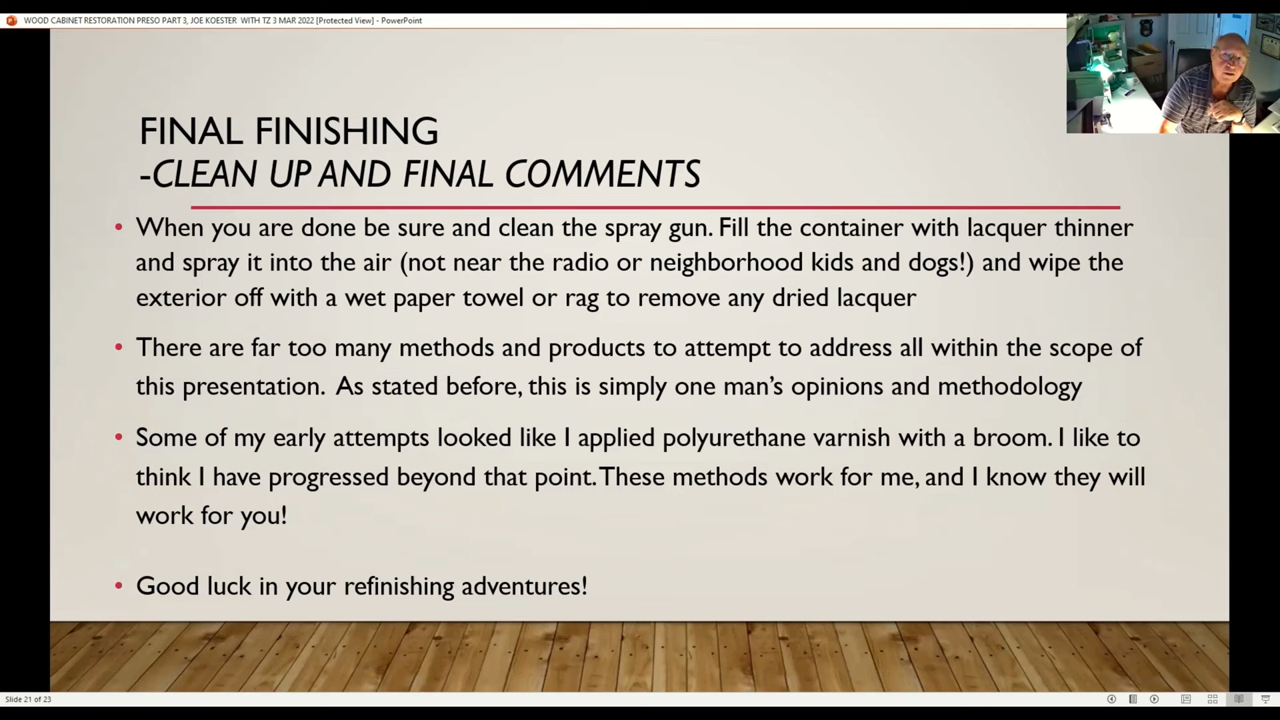 WOOD CABINET RESTORATION PRESO PART 3, JOE KOESTER WITH TZ 3 MAR 2022 [Protected View] - PowerPoint
FINAL FINISHING
-CLEAN UP AND FINAL COMMENTS
• When you are done be sure and clean the spray gun. Fill the container with lacquer thinner
and spray it into the air (not near the radio or neighborhood kids and dogs!) and wipe the
exterior off with a wet paper towel or rag to remove any dried lacquer
• There are far too many methods and products to attempt to address all within the scope of
this presentation. As stated before, this is simply one man's opinions and methodology
• Some of my early attempts looked like I applied polyurethane varnish with a broom. I like to
think I have progressed beyond that point. These methods work for me, and I know they will
work for you!
• Good luck in your refinishing adventures!
Slide 21 of 23